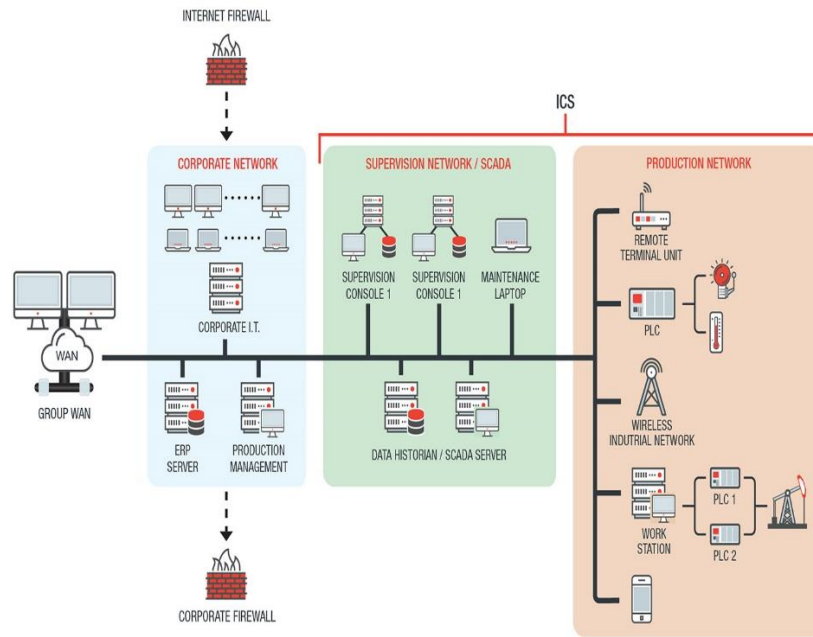 INTERNET FIREWALL
ICS
CORPORATE NETWORK
SUPERVISION NETWORK / SCADA
PRODUCTION NETWORK
REMOTE
TERMINAL UNIT
SUPERVISION
CONSOLE 1
SUPERVISION
CONSOLE 1
MAINTENANCE
LAPTOP
CORPORATE I.T.
PLC
WAN
GROUP WAN
WIRELESS
INDUTRIAL NETWORK
ERP
SERVER
PRODUCTION
MANAGEMENT
DATA HISTORIAN / SCADA SERVER
PLC 1
WORK
STATION
PLC 2
CORPORATE FIREWALL